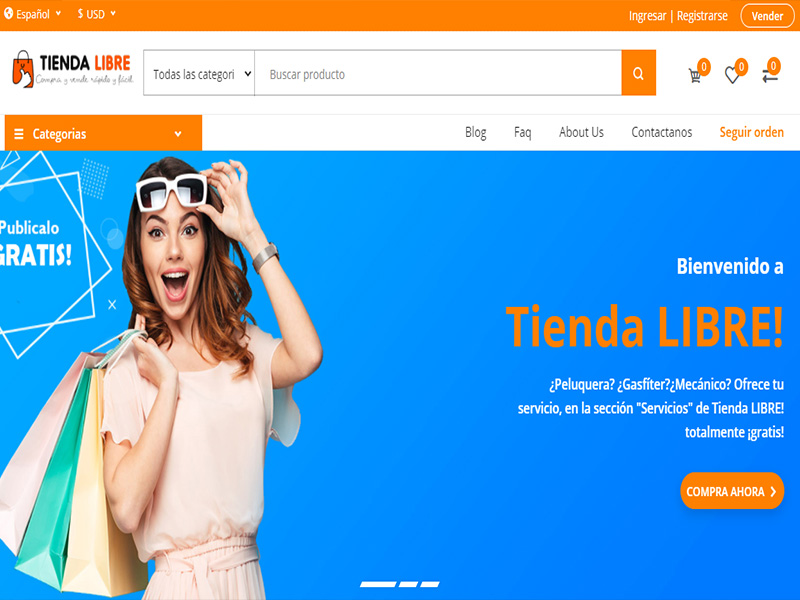 Español
$ USD
Ingresar | Registrarse
Vender
TIENDA LIBRE
Compra y vende rápido y fácil
Todas las categorí
Buscar producto
0
0
0
Categorías
Blog
Faq
About Us
Contactanos
Seguir orden
Publicalo
GRATIS!
Bienvenido a
Tienda LIBRE!
¿Peluquera? ¿Gasfiter?¿Mecánico? Ofrece tu
servicio, en la sección "Servicios" de Tienda LIBRE!
totalmente ¡gratis!
COMPRA AHORA